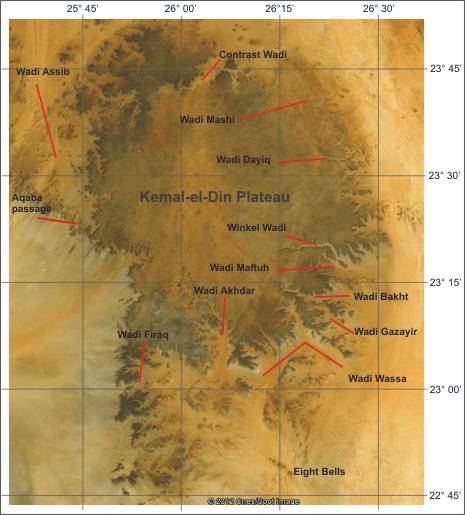 25° 45'
26° 00'
26° 15'
26° 30'
Contrast Wadi
23° 45'
Wadi Assib
Wadi Mashi
Wadi Dayiq
23° 30'
Kemal-el-Din Plateau
Aqaba
passage
Winkel Wadi
Wadi Maftuh
23° 15'
Wadi Akhdar
Wadi Bakht
Wadi Firaq
Wadi Gazayir
Wadi Wassa
23° 00'
Eight Bells
22° 45'
© 2012 Cnes/Spot Image